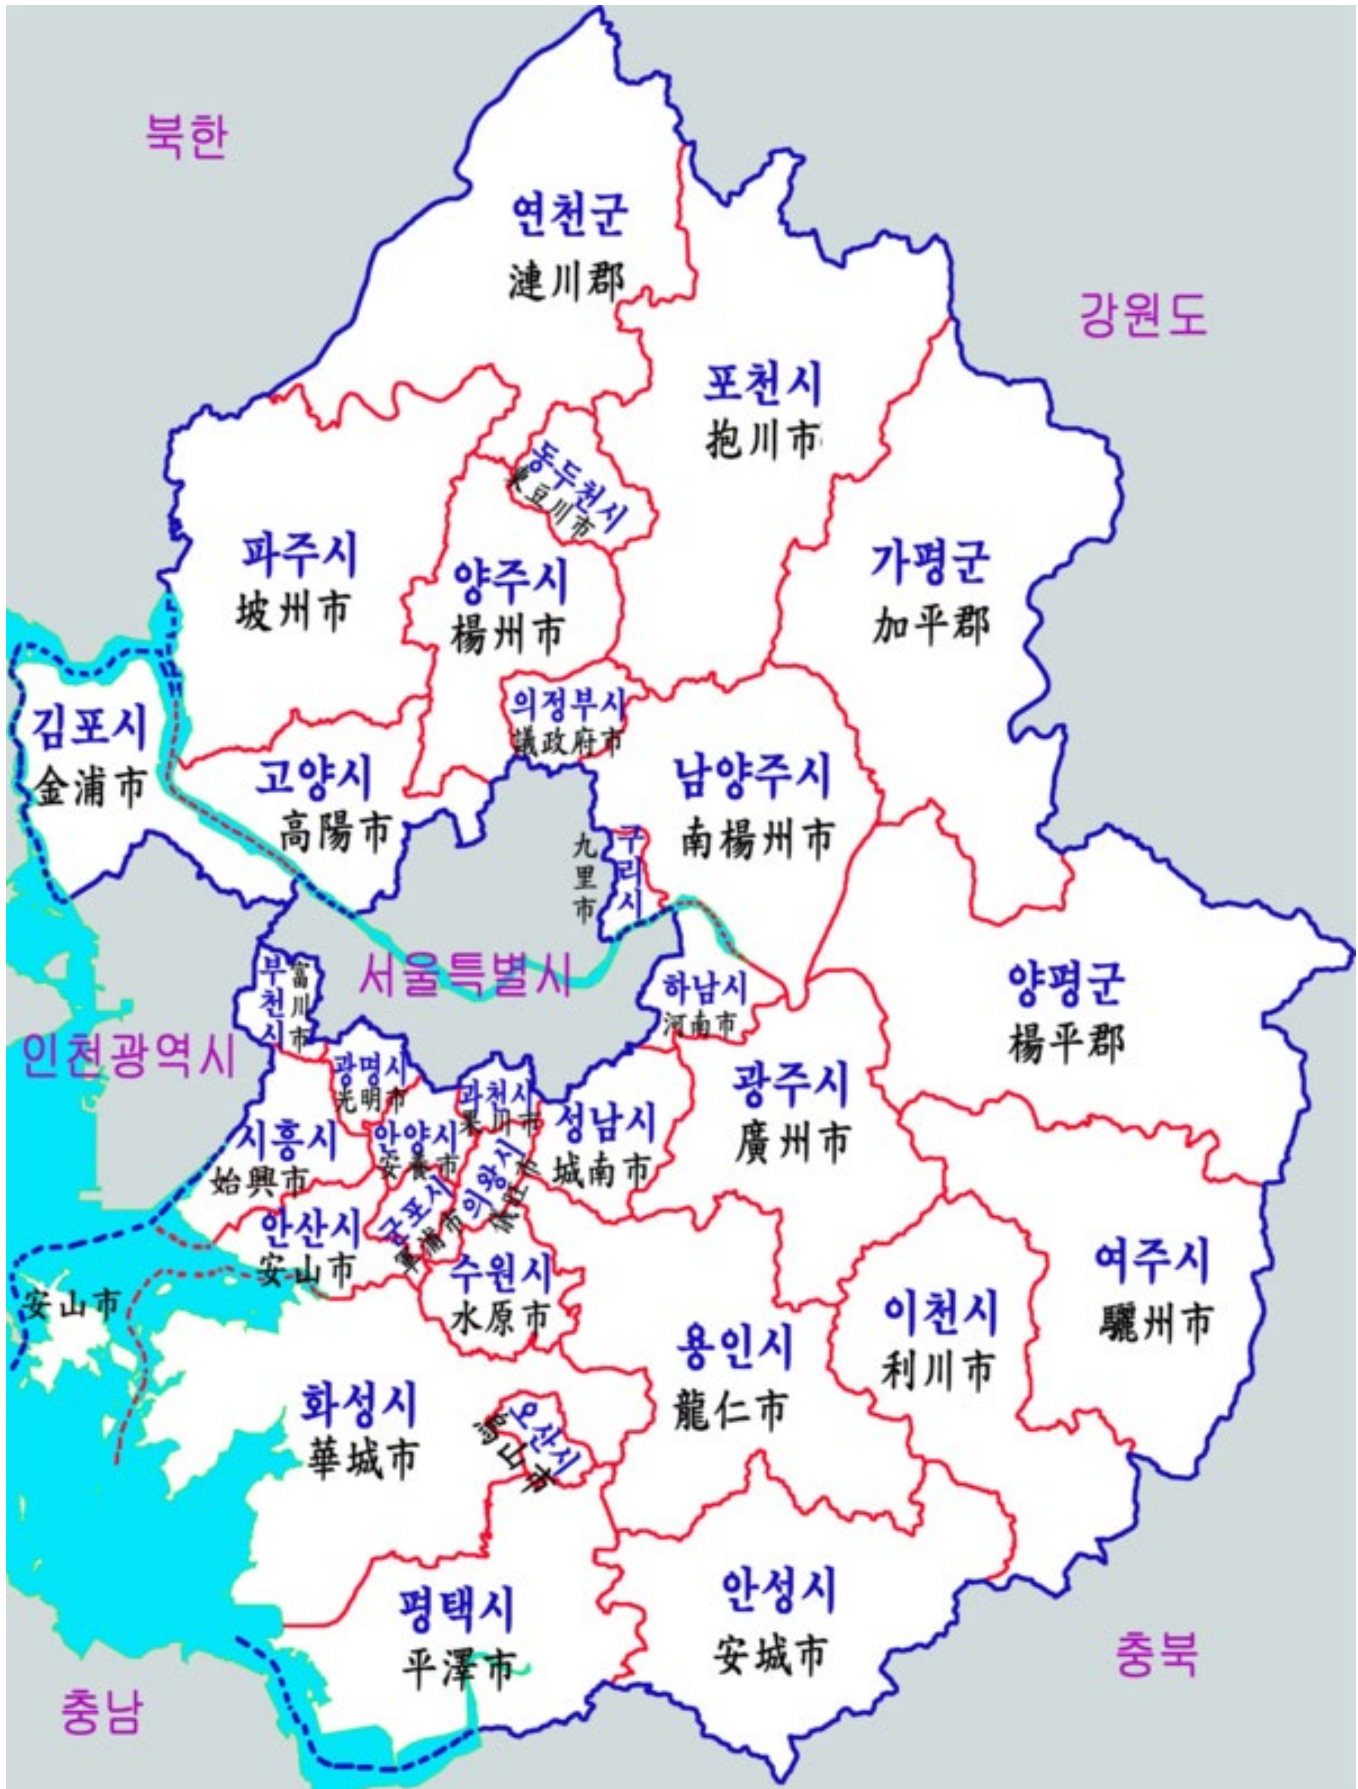 북한
연천군
漣川郡
강원도
포천시
抱川市
동두천시
東豆川市
파주시
坡州市
양주시
楊州市
가평군
加平郡
김포시
金浦市
고양시
高陽市
의정부시
議政府市
남양주시
南楊州市
구리시
九里市
서울특별시
부천시
富川市
인천광역시
하남시
河南市
양평군
楊平郡
광명시
光明市
과천시
果川市
성남시
城南市
광주시
廣州市
시흥시
始興市
안양시
安養市
군포시
軍浦市
의왕시
儀旺市
안산시
安山市
安山市
수원시
水原市
용인시
龍仁市
이천시
利川市
여주시
驪州市
화성시
華城市
오산시
烏山市
평택시
平澤市
안성시
安城市
충남
충북